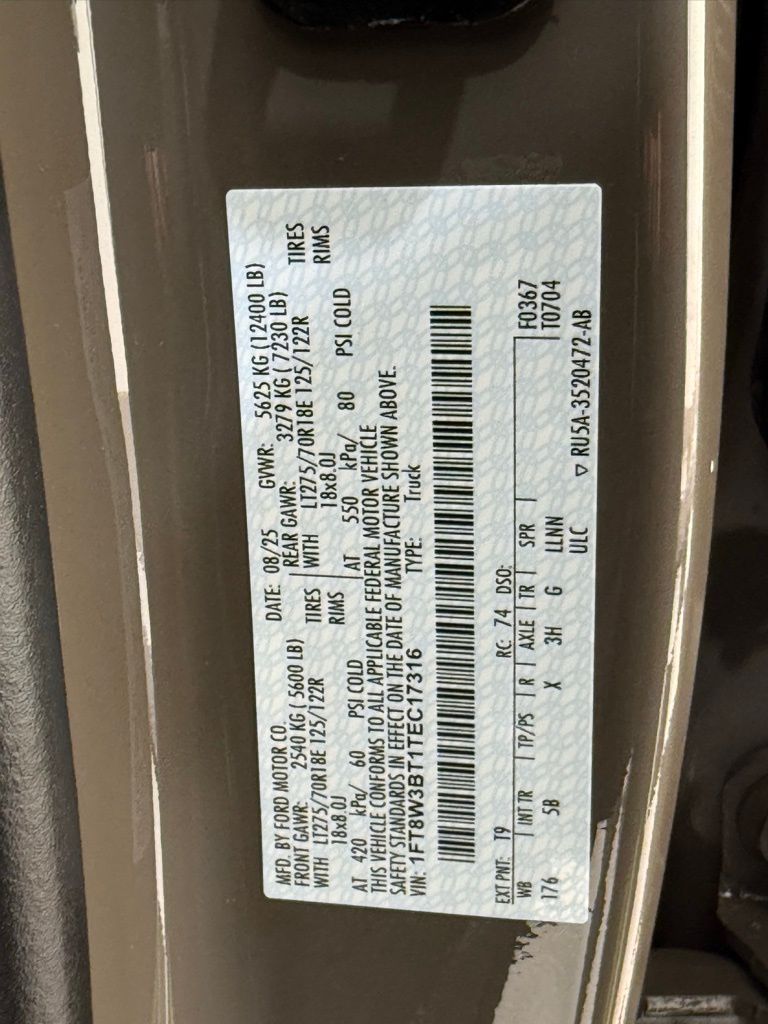 MFD. BY FORD MOTOR CO.
DATE: 08/25 GVWR: 5625 KG (12400 LB)
FRONT GAWR: 2540 KG ( 5600 LB) REAR GAWR: 3279 KG ( 7230 LB)
WITH LT275/70R18E 125/122R TIRES WITH LT275/70R18E 125/122R TIRES
18x8.0J RIMS 18x8.0J RIMS
AT 420 kPa/ 60 PSI COLD AT 550 kPa/ 80 PSI COLD
THIS VEHICLE CONFORMS TO ALL APPLICABLE FEDERAL MOTOR VEHICLE
SAFETY STANDARDS IN EFFECT ON THE DATE OF MANUFACTURE SHOWN ABOVE.
VIN: 1FT8W3BT1TEC17316 TYPE: Truck
EXT PNT: T9 RC: 74 DSO:
WB INT TR TP/PS R AXLE TR SPR F0367
176 5B X 3H G LLNN T0704
ULC ▽ RU5A-3520472-AB